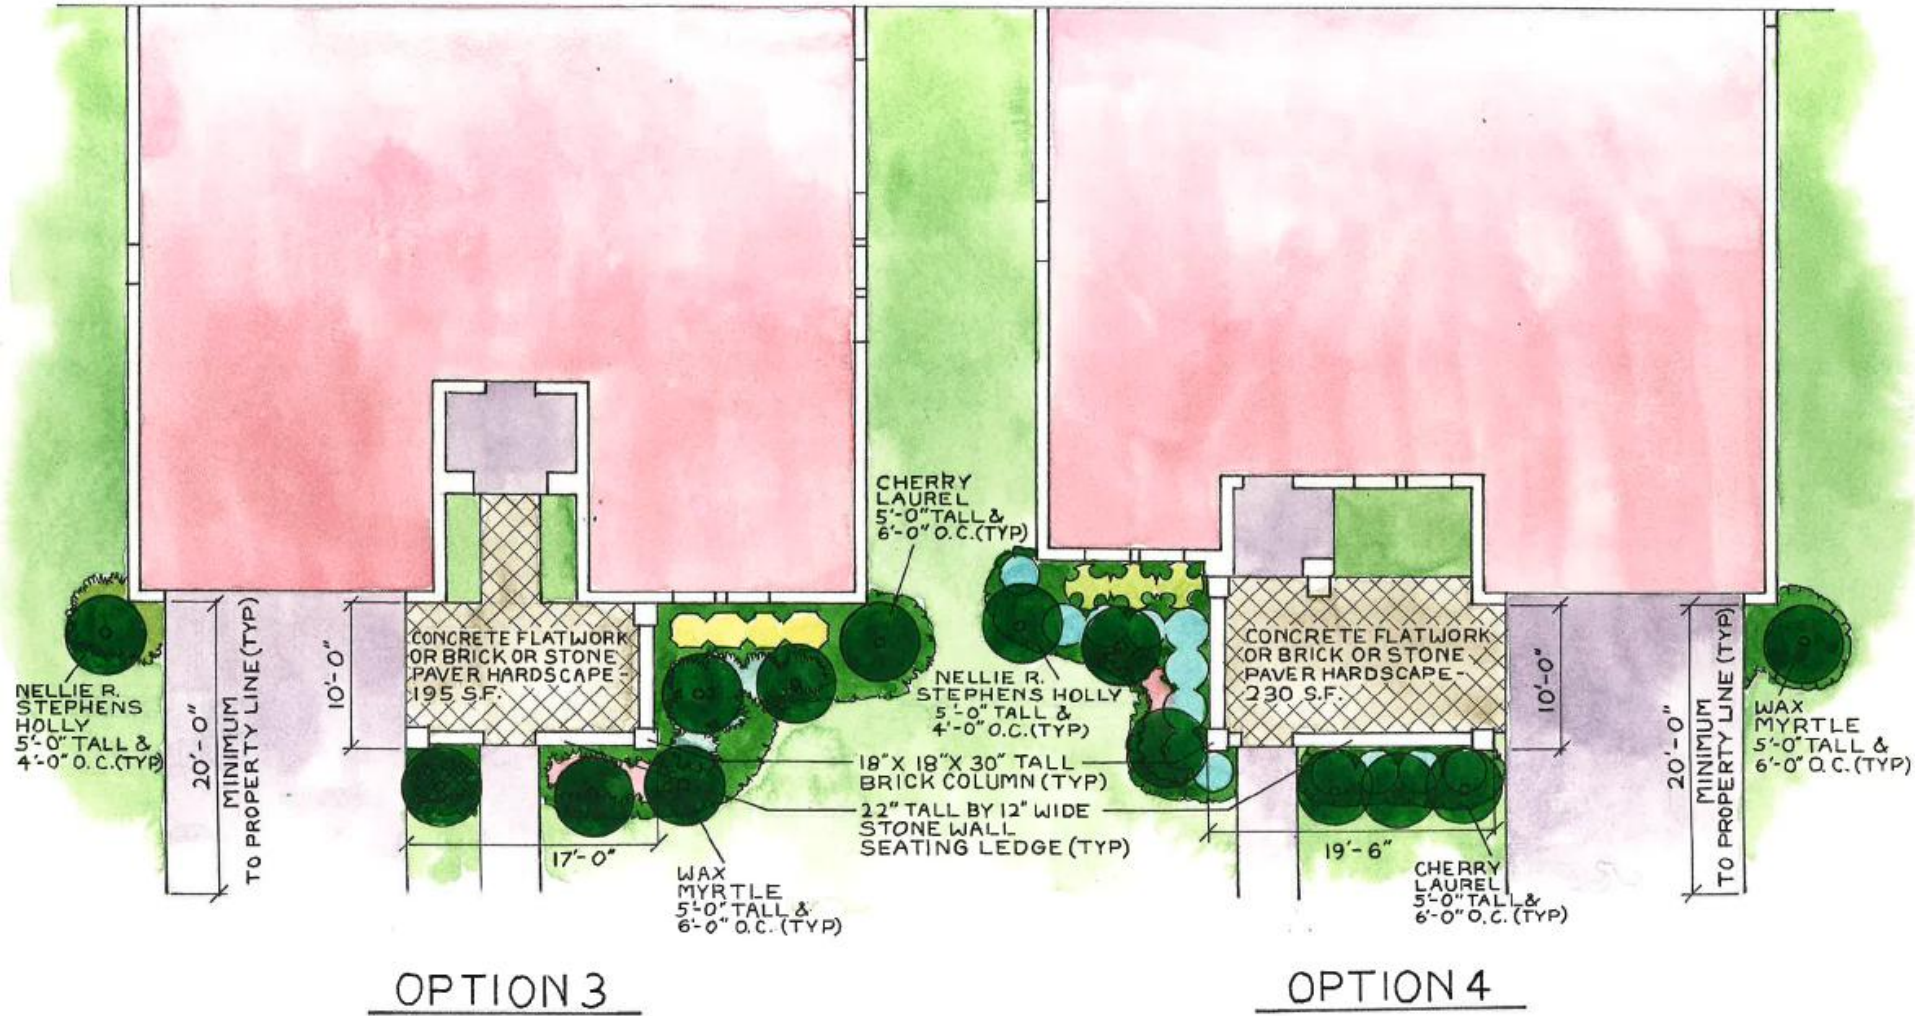 NELLIE R.
STEPHENS
HOLLY
5'-0" TALL &
4'-0" O.C.(TYP)
20'-0"
MINIMUM
TO PROPERTY LINE (TYP)
10'-0"
CONCRETE FLATWORK
OR BRICK OR STONE
PAVER HARDSCAPE-
195 S.F.
17'-0"
WAX
MYRTLE
5'-0" TALL &
6'-0" O.C. (TYP)
CHERRY
LAUREL
5'-0" TALL &
6'-0" O.C.(TYP)
NELLIE R.
STEPHENS HOLLY
5'-0" TALL &
4'-0" O.C.(TYP)
18" X 18" X 30" TALL
BRICK COLUMN (TYP)
22" TALL BY 12" WIDE
STONE WALL
SEATING LEDGE (TYP)
CONCRETE FLATWORK
OR BRICK OR STONE
PAVER HARDSCAPE-
230 S.F.
10'-0"
19'-6"
CHERRY
LAUREL
5'-0" TALL &
6'-0" O.C. (TYP)
20'-0"
MINIMUM
TO PROPERTY LINE (TYP)
WAX
MYRTLE
5'-0" TALL &
6'-0" O.C. (TYP)
OPTION 3
OPTION 4